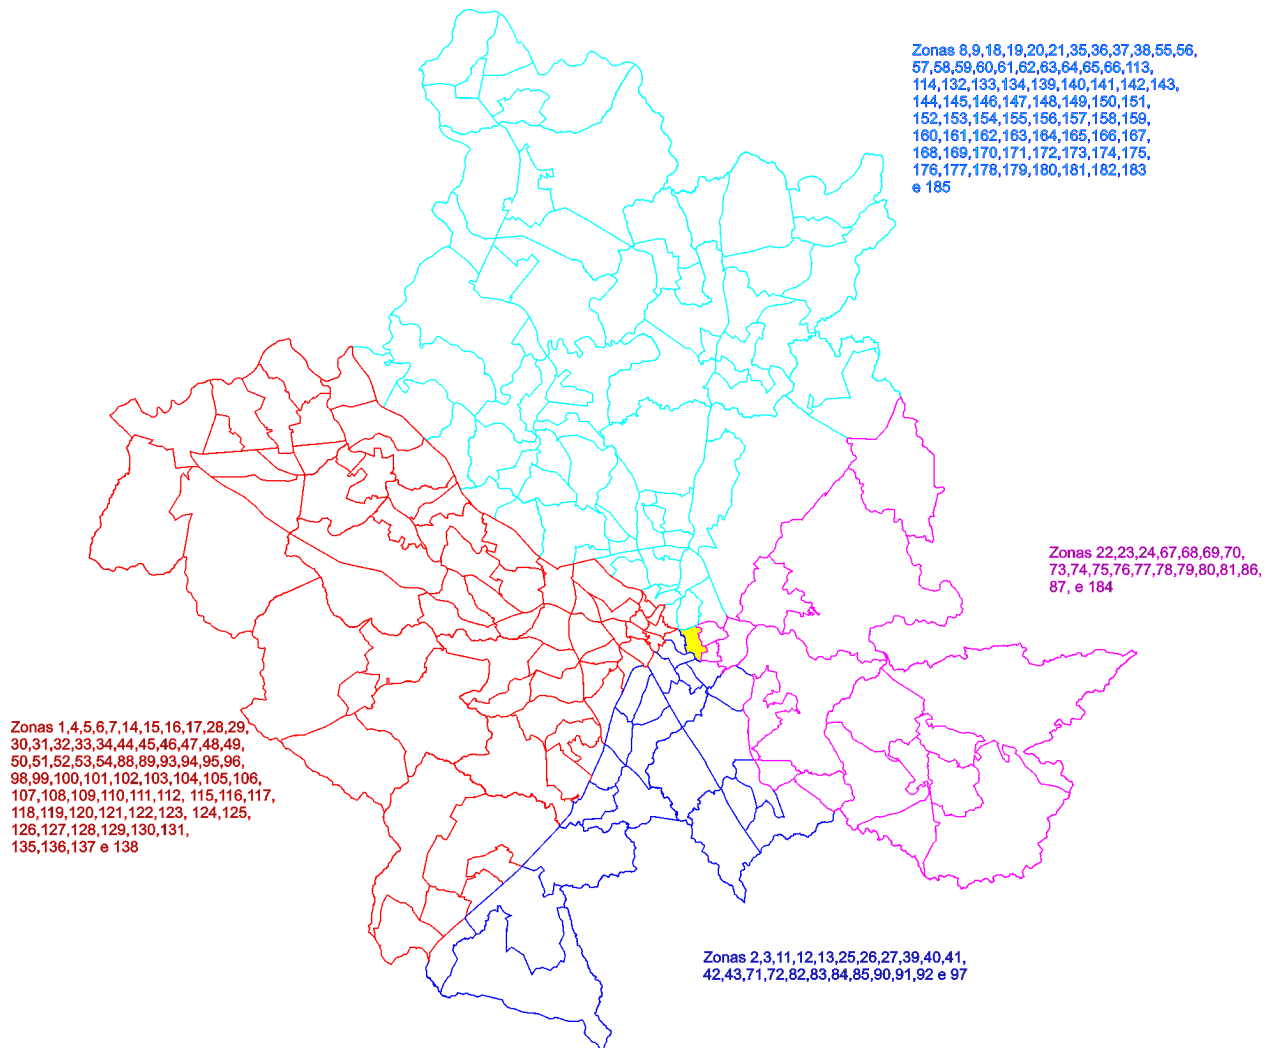 Zonas 8,9,18,19,20,21,35,36,37,38,55,56,
57,58,59,60,61,62,63,64,65,66,113,
114,132,133,134,139,140,141,142,143,
144,145,146,147,148,149,150,151,
152,153,154,155,156,157,158,159,
160,161,162,163,164,165,166,167,
168,169,170,171,172,173,174,175,
176,177,178,179,180,181,182,183
e 185
Zonas 22,23,24,67,68,69,70,
73,74,75,76,77,78,79,80,81,86,
87, e 184
Zonas 1,4,5,6,7,14,15,16,17,28,29,
30,31,32,33,34,44,45,46,47,48,49,
50,51,52,53,54,88,89,93,94,95,96,
98,99,100,101,102,103,104,105,106,
107,108,109,110,111,112, 115,116,117,
118,119,120,121,122,123, 124,125,
126,127,128,129,130,131,
135,136,137 e 138
Zonas 2,3,11,12,13,25,26,27,39,40,41,
42,43,71,72,82,83,84,85,90,91,92 e 97